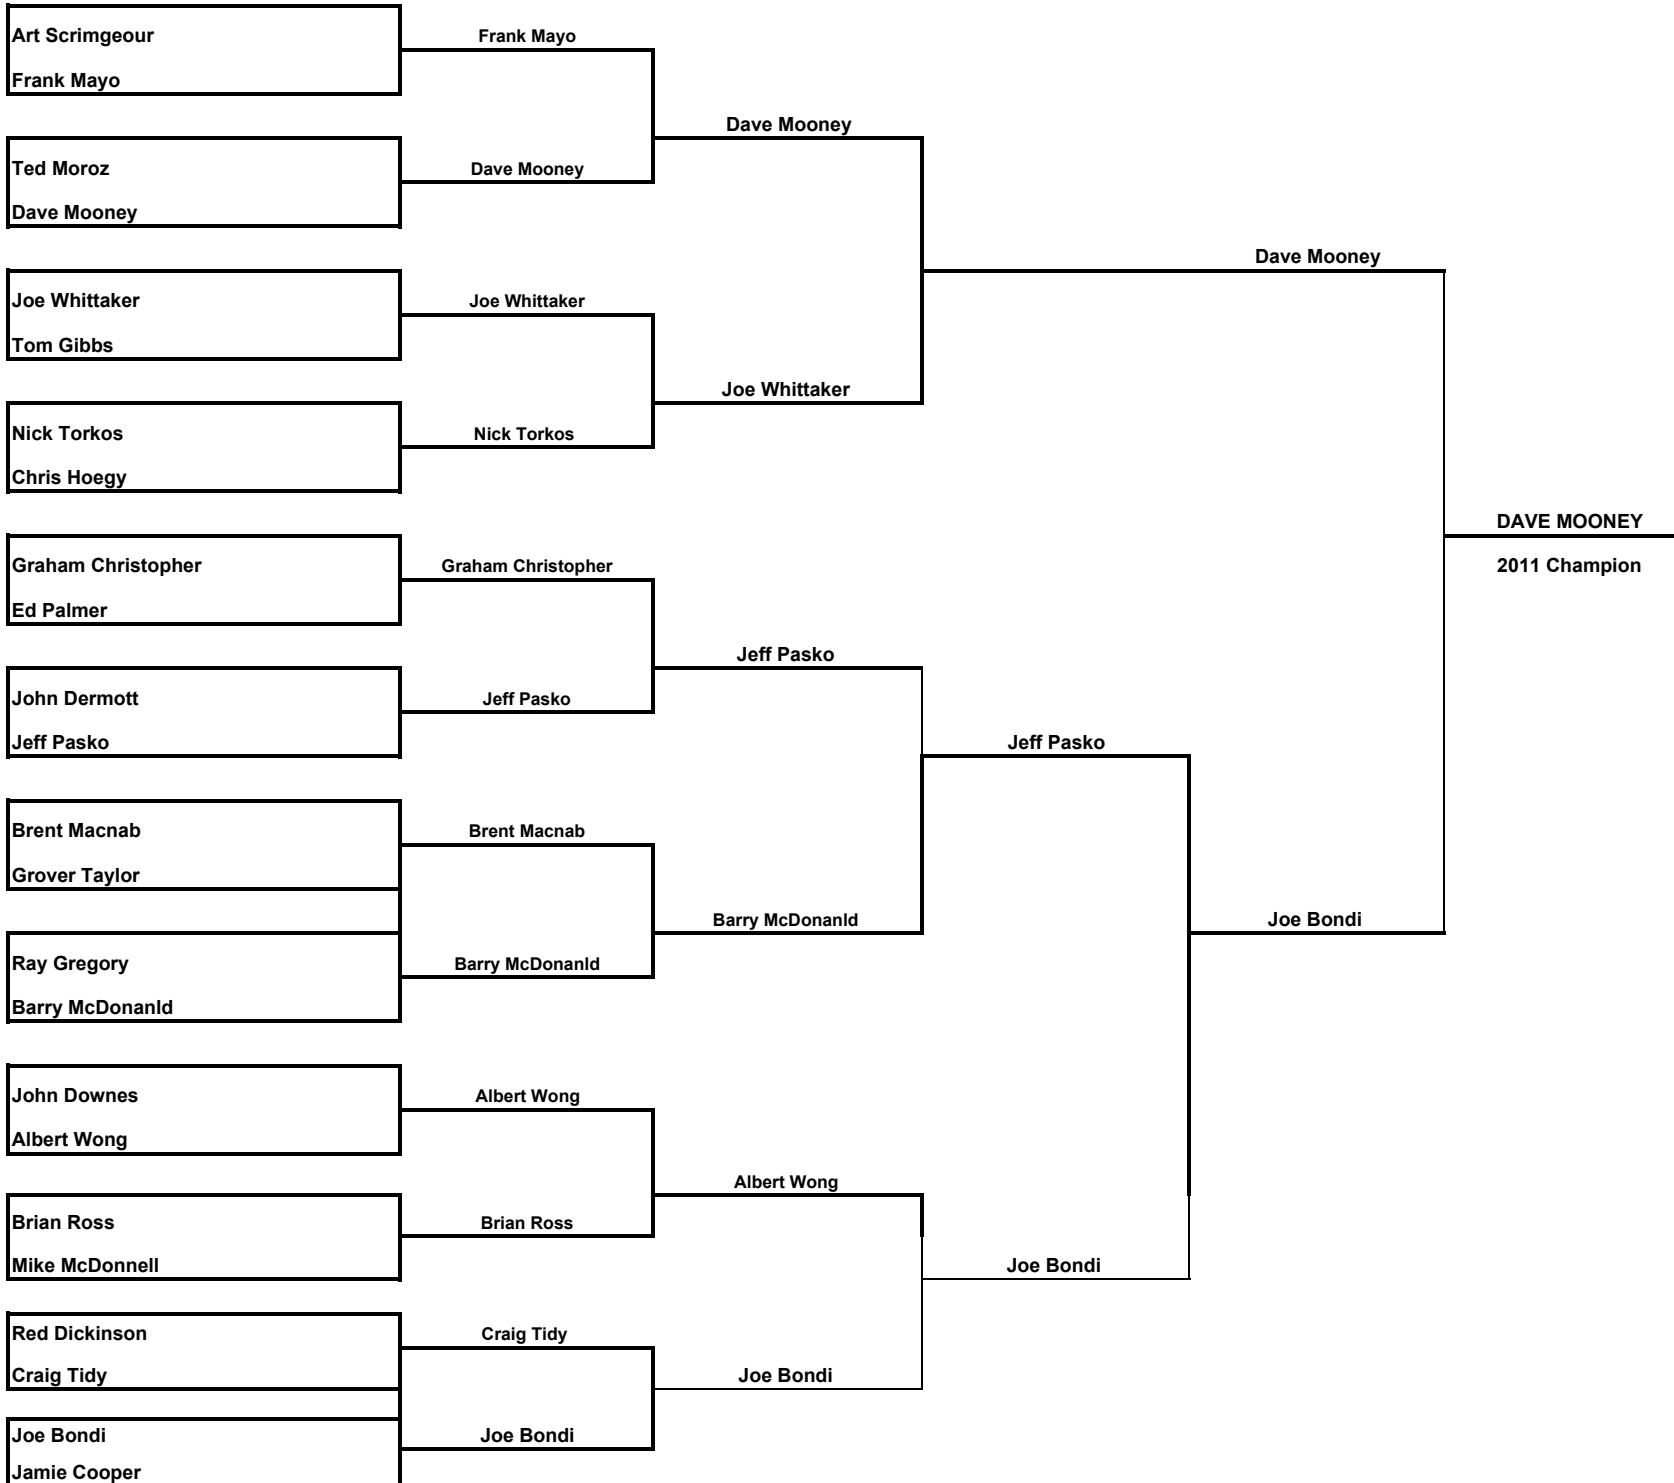 Art Scrimgeour
Frank Mayo
Ted Moroz
Dave Mooney
Joe Whittaker
Tom Gibbs
Nick Torkos
Chris Hoegy
Graham Christopher
Ed Palmer
John Dermott
Jeff Pasko
Brent Macnab
Grover Taylor
Ray Gregory
Barry McDonanld
John Downes
Albert Wong
Brian Ross
Mike McDonnell
Red Dickinson
Craig Tidy
Joe Bondi
Jamie Cooper
Frank Mayo
Dave Mooney
Joe Whittaker
Nick Torkos
Graham Christopher
Jeff Pasko
Brent Macnab
Barry McDonanld
Albert Wong
Brian Ross
Craig Tidy
Joe Bondi
Dave Mooney
Joe Whittaker
Jeff Pasko
Barry McDonanld
Albert Wong
Joe Bondi
Jeff Pasko
Joe Bondi
Dave Mooney
Joe Bondi
DAVE MOONEY
2011 Champion